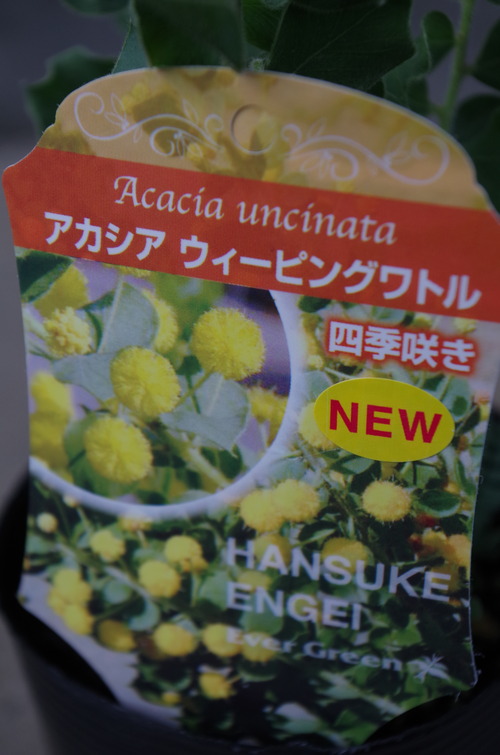 Acacia uncinata
アカシア ウィーピングワトル
四季咲き
NEW
HANSUKE
ENGEI
Ever Green